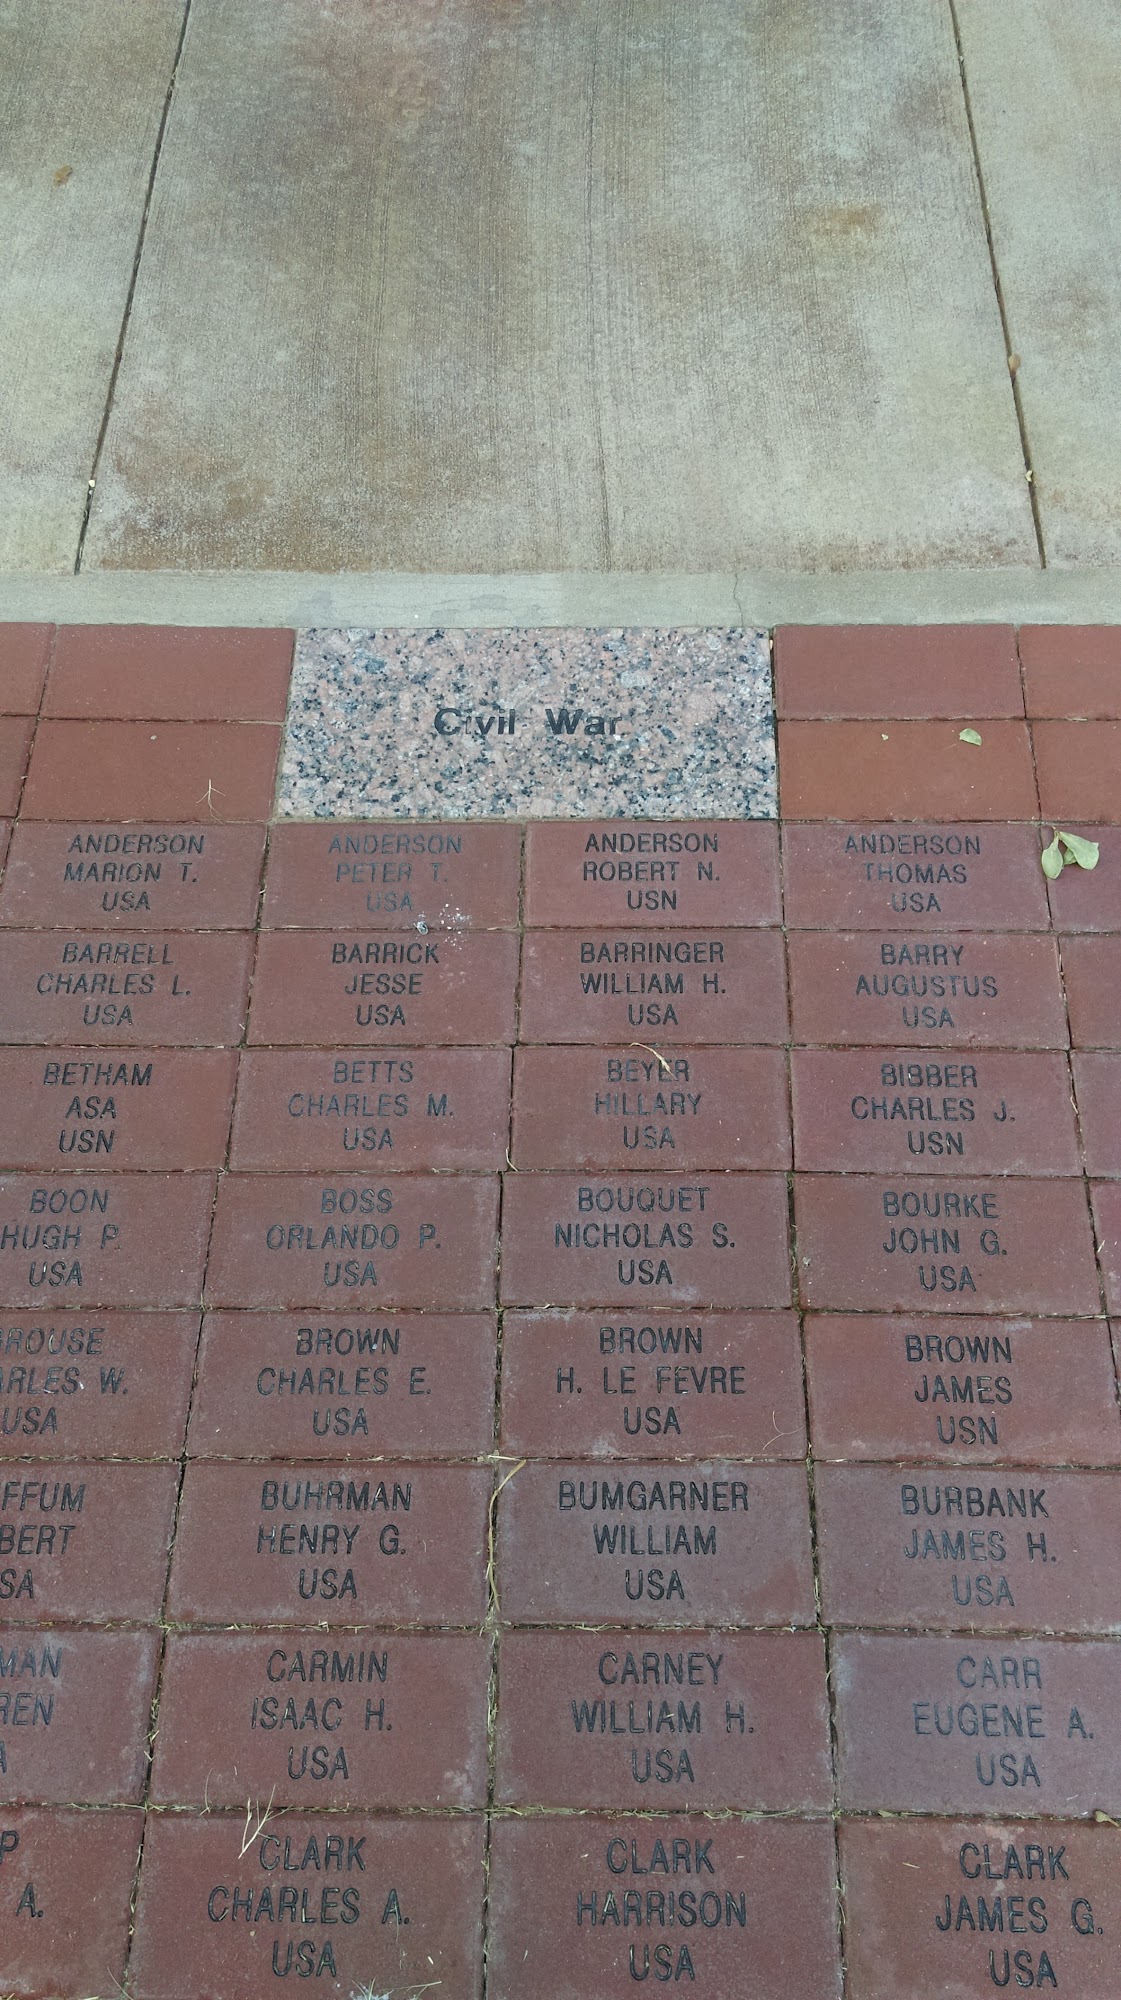 Civil War
ANDERSON
MARION T.
USA
ANDERSON
PETER T.
USA
ANDERSON
ROBERT N.
USN
ANDERSON
THOMAS
USA
BARRELL
CHARLES L.
USA
BARRICK
JESSE
USA
BARRINGER
WILLIAM H.
USA
BARRY
AUGUSTUS
USA
BETHAM
ASA
USN
BETTS
CHARLES M.
USA
BEYER
HILLARY
USA
BIBBER
CHARLES J.
USN
BOON
HUGH P.
USA
BOSS
ORLANDO P.
USA
BOUQUET
NICHOLAS S.
USA
BOURKE
JOHN G.
USA
W.
USA
BROWN
CHARLES E.
USA
BROWN
H. LE FEVRE
USA
BROWN
JAMES
USN
BUHRMAN
HENRY G.
USA
BUMGARNER
WILLIAM
USA
BURBANK
JAMES H.
USA
CARMIN
ISAAC H.
USA
CARNEY
WILLIAM H.
USA
CARR
EUGENE A.
USA
A.
CLARK
CHARLES A.
USA
CLARK
HARRISON
USA
CLARK
JAMES G.
USA